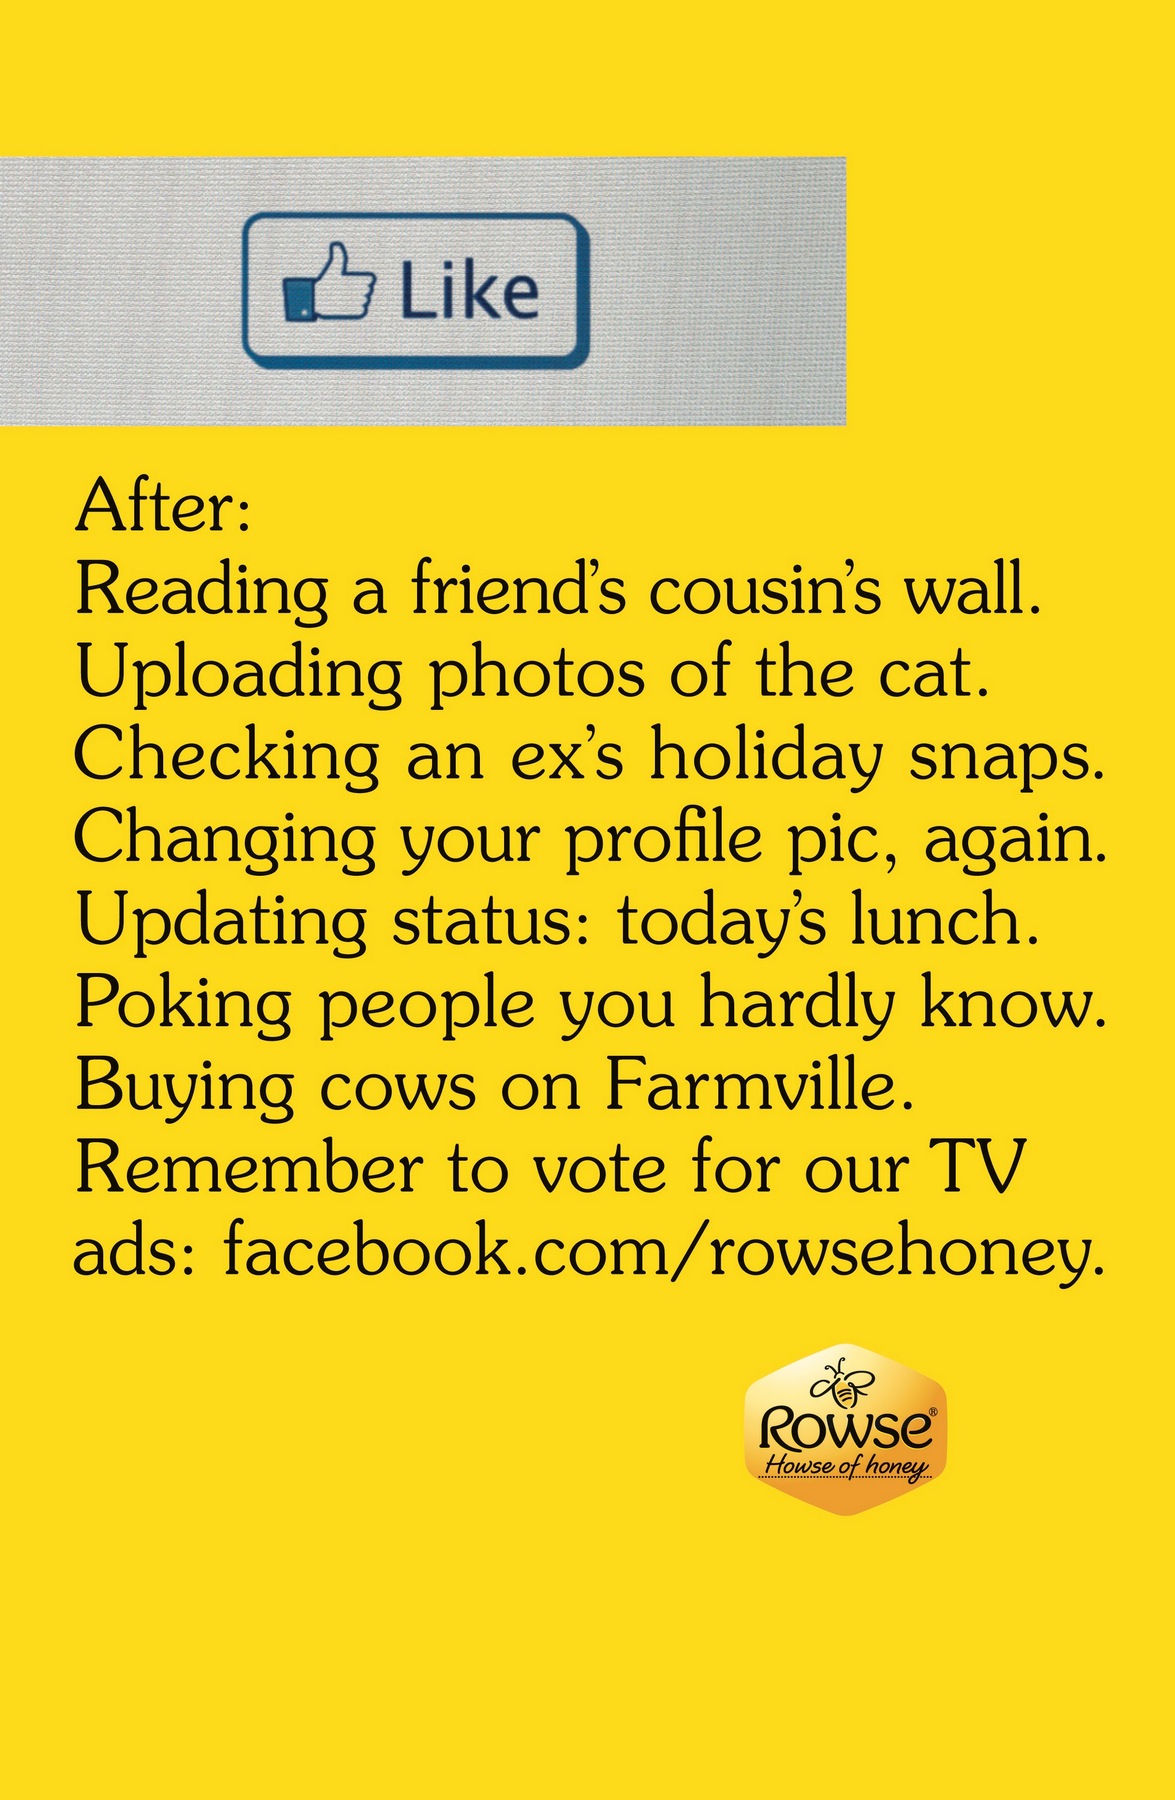 Like
After:
Reading a friend’s cousin’s wall.
Uploading photos of the cat.
Checking an ex’s holiday snaps.
Changing your profile pic, again.
Updating status: today’s lunch.
Poking people you hardly know.
Buying cows on Farmville.
Remember to vote for our TV
ads: facebook.com/rowsehoney.
Rowse®
Howse of honey